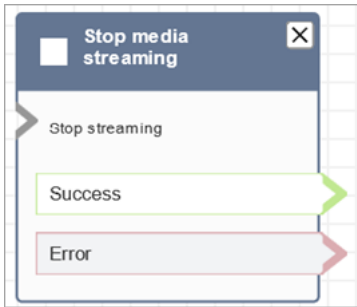 Stop media
streaming
Stop streaming
Success
Error